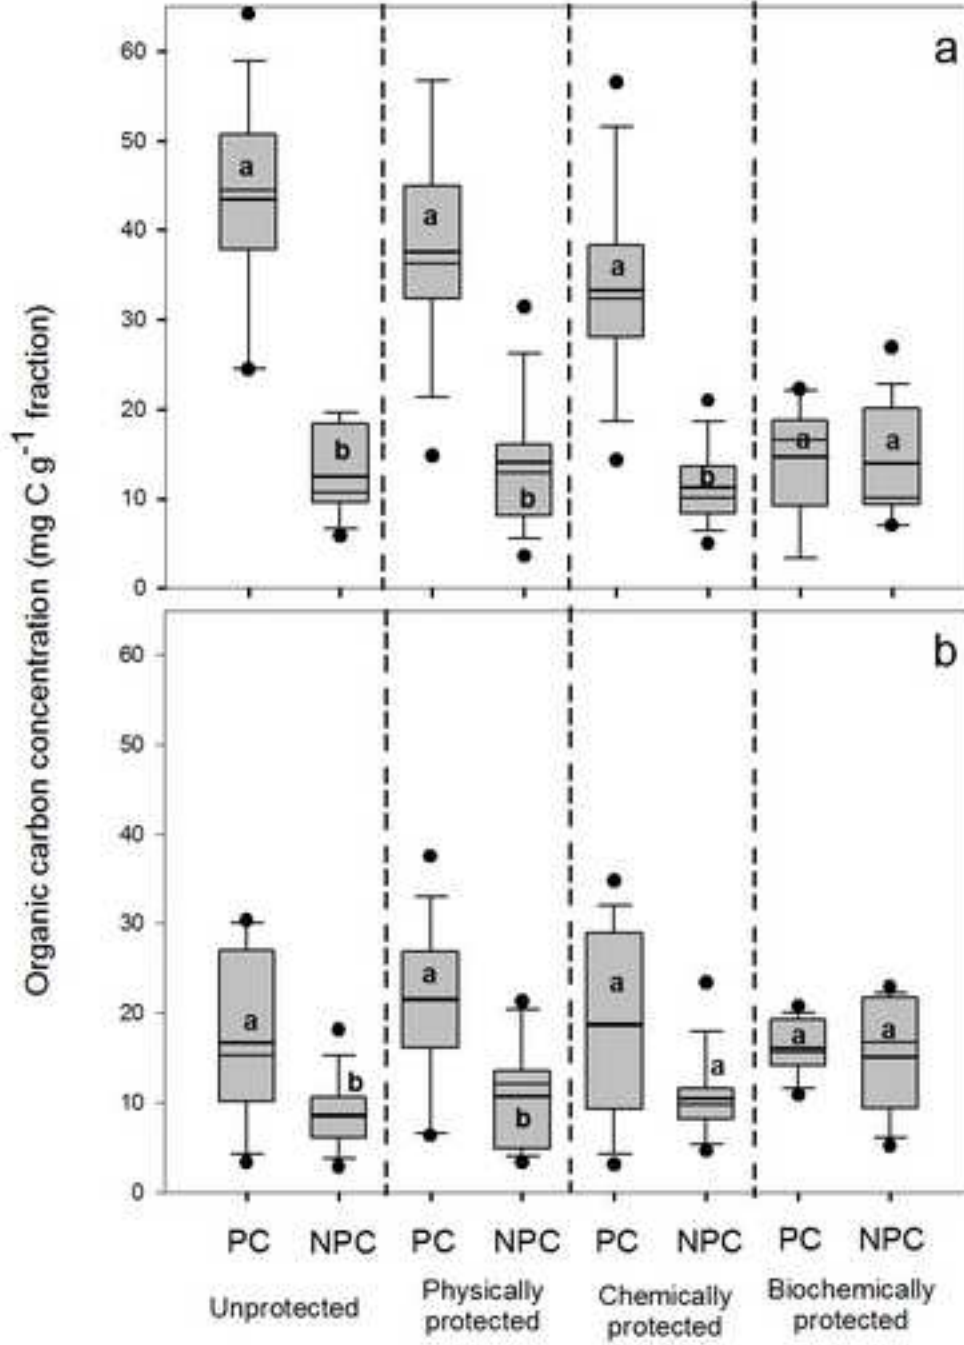 Organic carbon concentration (mg C g-1 fraction)
a
60
50
40
30
20
10
0
a
b
a
b
a
b
a
a
b
60
50
40
30
20
10
0
a
b
a
b
a
a
a
a
PC NPC PC NPC PC NPC PC NPC
Unprotected
Physically
protected
Chemically
protected
Biochemically
protected